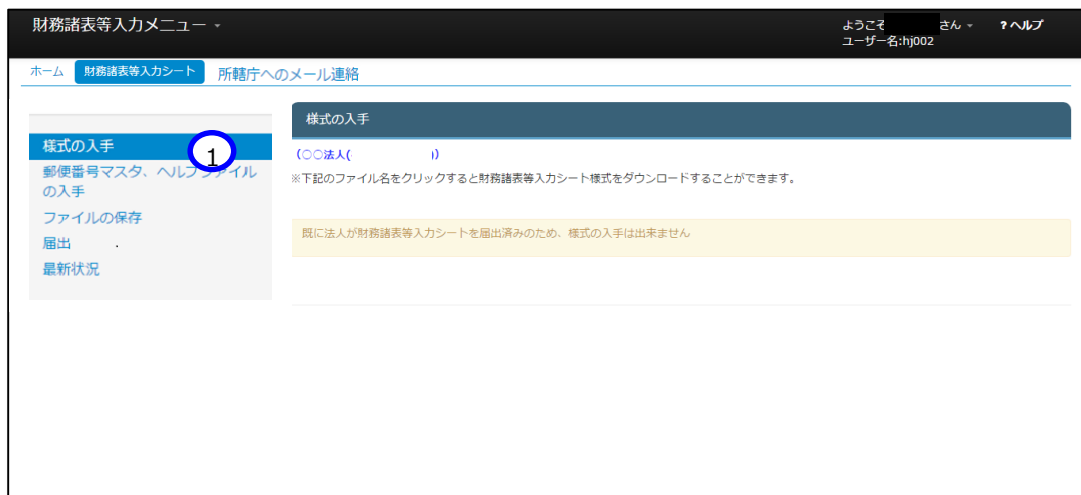 財務諸表等入力メニュー
ようこそ さん ?ヘルプ
ユーザー名:hj002
ホーム 財務諸表等入力シート 所轄庁へのメール連絡
様式の入手
様式の入手
1
郵便番号マスタ、ヘルプファイル
の入手
ファイルの保存
届出 .
最新状況
(○○法人( ))
※下記のファイル名をクリックすると財務諸表等入力シート様式をダウンロードすることができます。
既に法人が財務諸表等入力シートを届出済みのため、様式の入手は出来ません